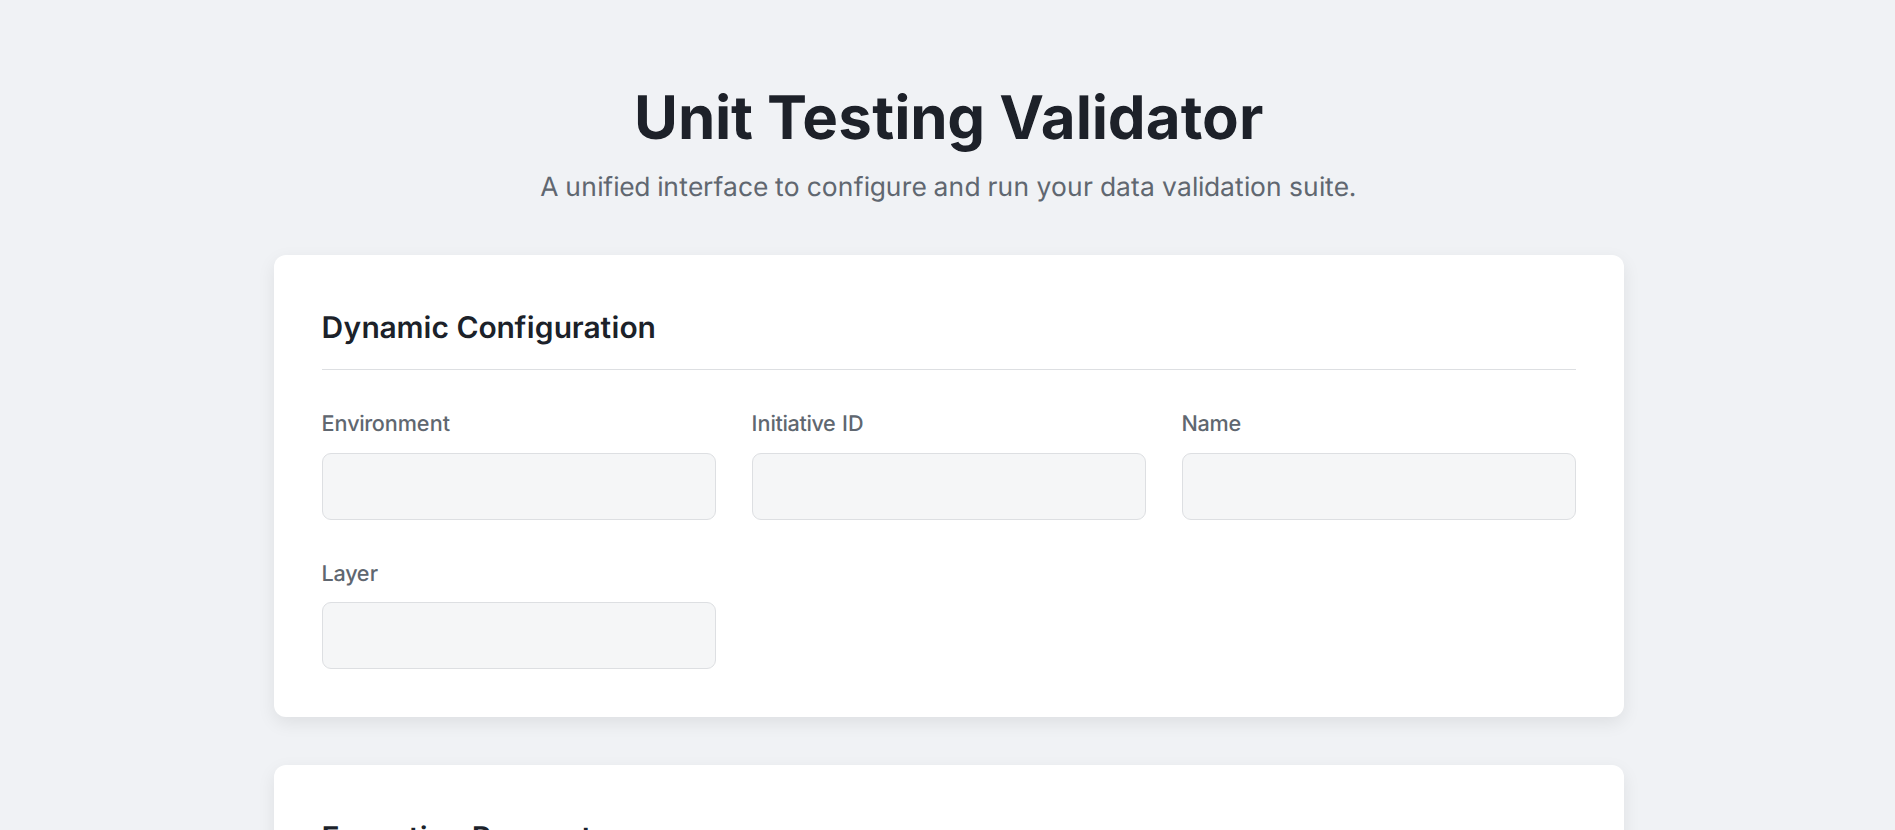 Unit Testing Validator
A unified interface to configure and run your data validation suite.
Dynamic Configuration
Environment
Initiative ID
Name
Layer